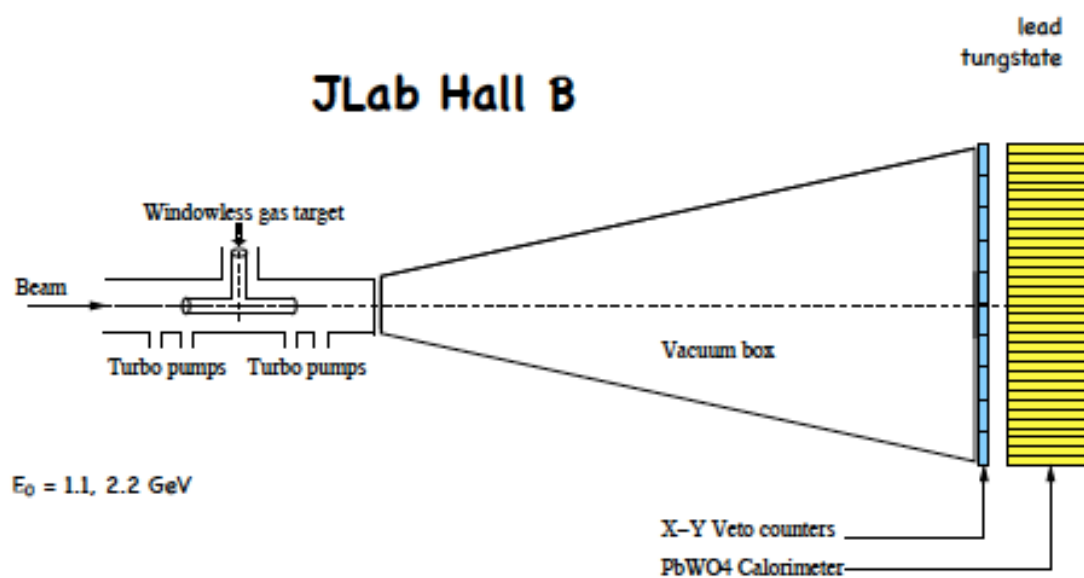 lead
tungstate
JLab Hall B
Windowless gas target
Beam
Turbo pumps Turbo pumps
Vacuum box
E0 = 1.1, 2.2 GeV
X–Y Veto counters
PbWO4 Calorimeter